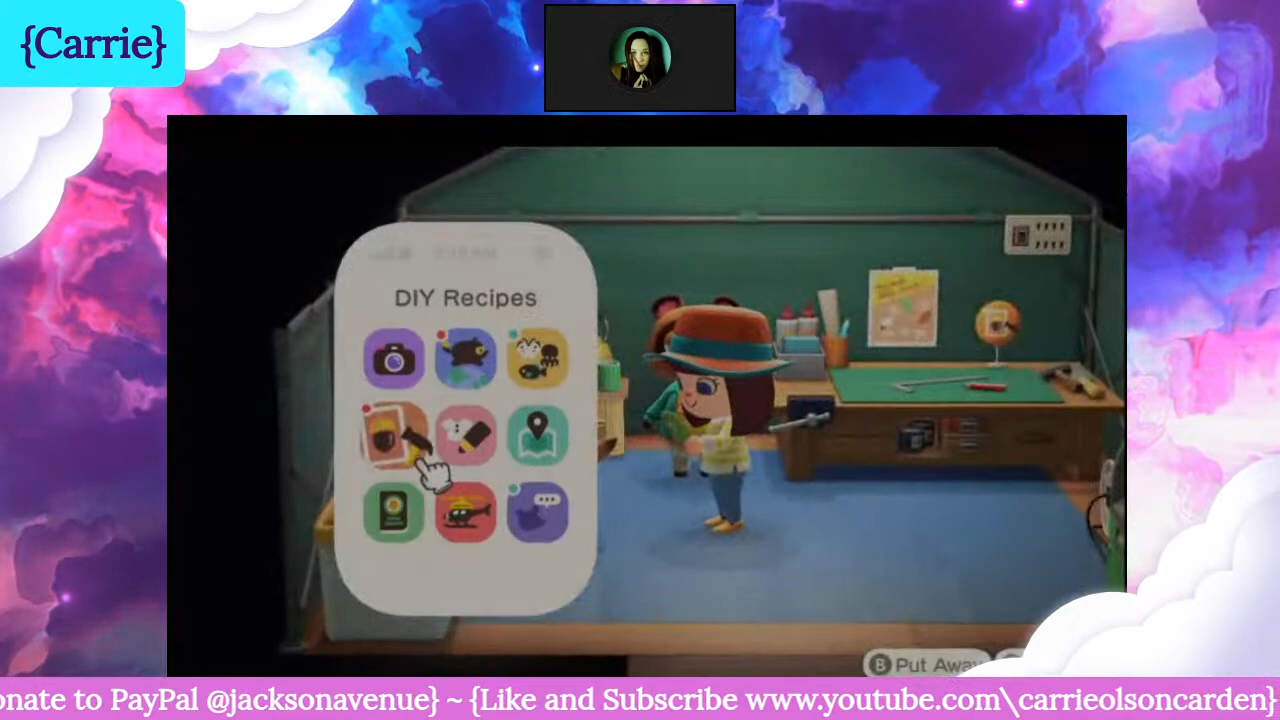 {Carrie}
DIY Recipes
B Put Away
onate to PayPal @jacksonavenue} ~ {Like and Subscribe www.youtube.com\carrieolsoncarden}